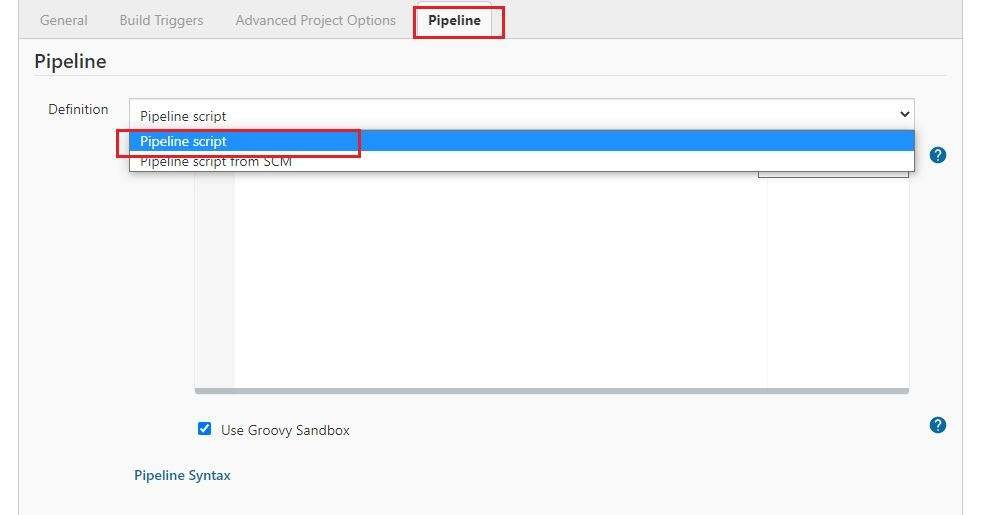 General Build Triggers Advanced Project Options Pipeline
Pipeline
Definition Pipeline script
Pipeline script
Pipeline script from SCM
?
Use Groovy Sandbox ?
Pipeline Syntax